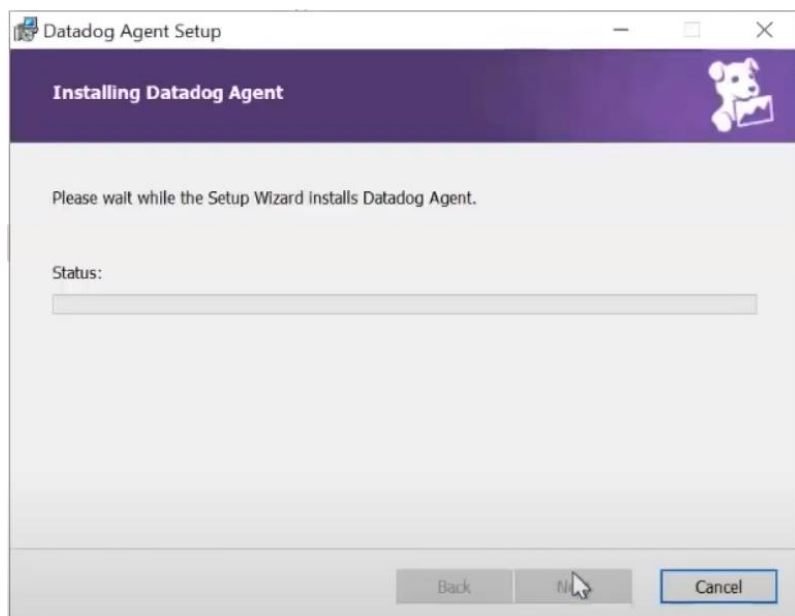 Datadog Agent Setup
Installing Datadog Agent
Please wait while the Setup Wizard installs Datadog Agent.
Status:
Back
Cancel